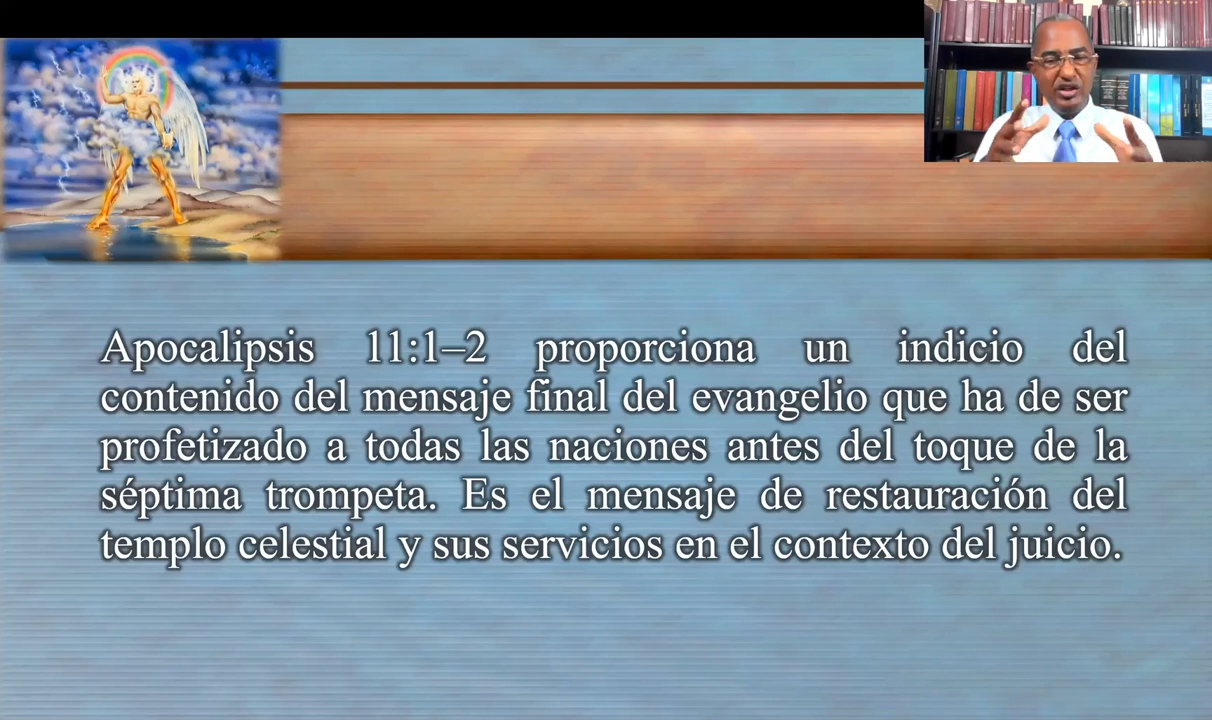 Apocalipsis 11:1–2 proporciona un indicio del
contenido del mensaje final del evangelio que ha de ser
profetizado a todas las naciones antes del toque de la
séptima trompeta. Es el mensaje de restauración del
templo celestial y sus servicios en el contexto del juicio.